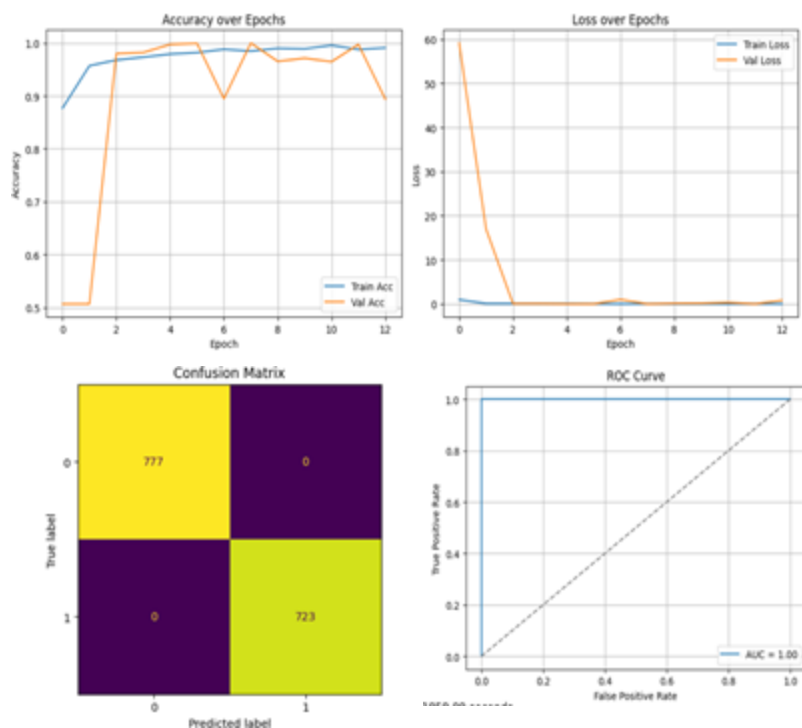 Accuracy over Epochs
1.0
0.9
0.8
0.7
0.6
0.5
Accuracy
0 2 4 6 8 10 12
Epoch
Train Acc
Val Acc
Loss over Epochs
60
50
40
30
20
10
0
Loss
0 2 4 6 8 10 12
Epoch
Train Loss
Val Loss
Confusion Matrix
0
1
True label
777 0
0 723
0 1
Predicted label
ROC Curve
1.0
0.8
0.6
0.4
0.2
0.0
True Positive Rate
0.0 0.2 0.4 0.6 0.8 1.0
False Positive Rate
AUC = 1.00
seconds